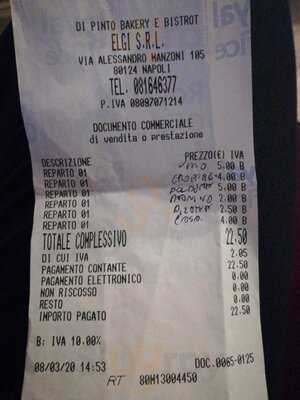 DI PINTO BAKERY E BISTROT
ELGI S.R.L.
VIA ALESSANDRO MANZONI 105
80124 NAPOLI
TEL. 081646377
P.IVA 08097071214
DOCUMENTO COMMERCIALE
di vendita o prestazione
DESCRIZIONE PREZZO(€) IVA
REPARTO 01 5.00 B
REPARTO 01 4.00 B
REPARTO 01 5.00 B
REPARTO 01 2.00 B
REPARTO 01 2.50 B
REPARTO 01 4.00 B
TOTALE COMPLESSIVO 22.50
DI CUI IVA 2.05
PAGAMENTO CONTANTE 22.50
PAGAMENTO ELETTRONICO 0.00
NON RISCOSSO 0.00
RESTO 0.00
IMPORTO PAGATO 22.50
B: IVA 10.00%
08/03/20 14:53 DOC.0065-0125
RT 80M13004450